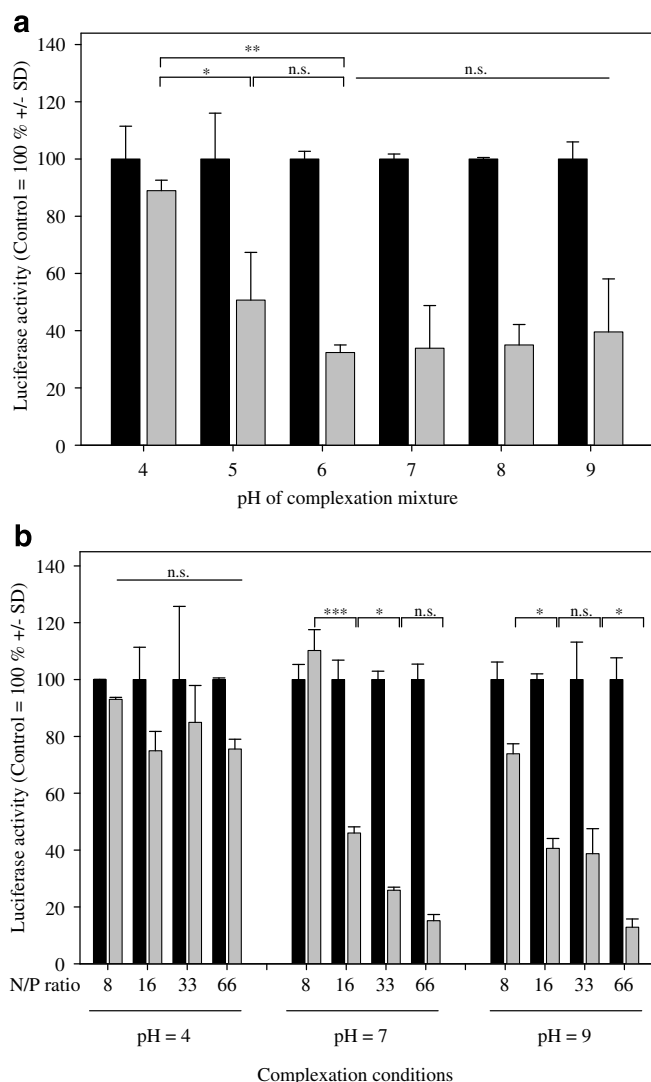 a
Luciferase activity (Control = 100 % +/- SD)
140
120
100
80
60
40
20
0
**
*
n.s.
n.s.
4 5 6 7 8 9
pH of complexation mixture
b
Luciferase activity (Control = 100 % +/- SD)
140
120
100
80
60
40
20
0
n.s.
***
*
n.s.
*
n.s.
*
N/P ratio 8 16 33 66 8 16 33 66 8 16 33 66
pH = 4 pH = 7 pH = 9
Complexation conditions